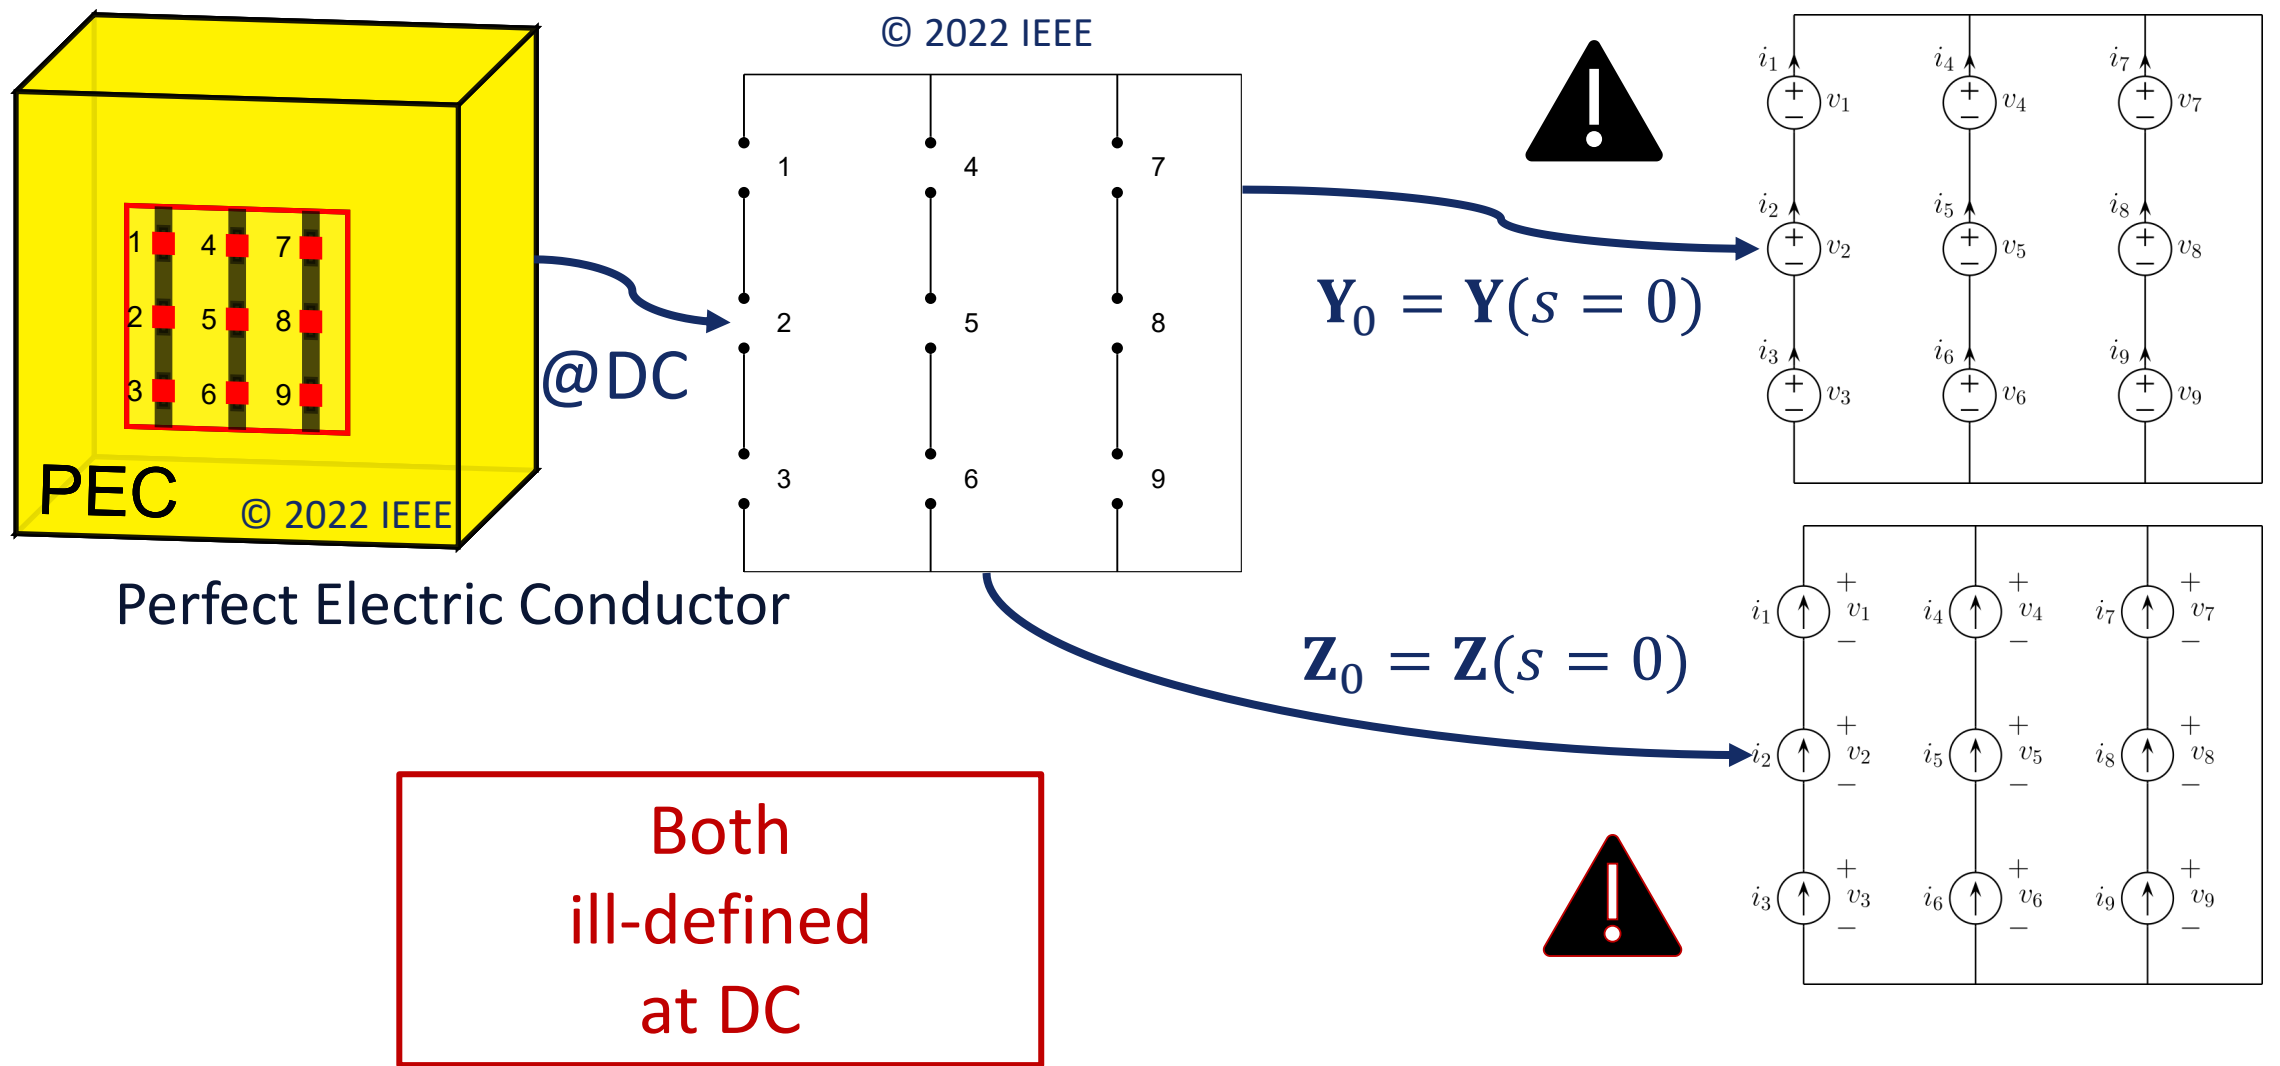 © 2022 IEEE
1 4 7
2 5 8
3 6 9
PEC
© 2022 IEEE
Perfect Electric Conductor
@DC
1 4 7
2 5 8
3 6 9
Y₀ = Y(s = 0)
i₁ + − v₁ i₄ + − v₄ i₇ + − v₇
i₂ + − v₂ i₅ + − v₅ i₈ + − v₈
i₃ + − v₃ i₆ + − v₆ i₉ + − v₉
Z₀ = Z(s = 0)
i₁ + v₁ − i₄ + v₄ − i₇ + v₇ −
i₂ + v₂ − i₅ + v₅ − i₈ + v₈ −
i₃ + v₃ − i₆ + v₆ − i₉ + v₉ −
Both
ill-defined
at DC